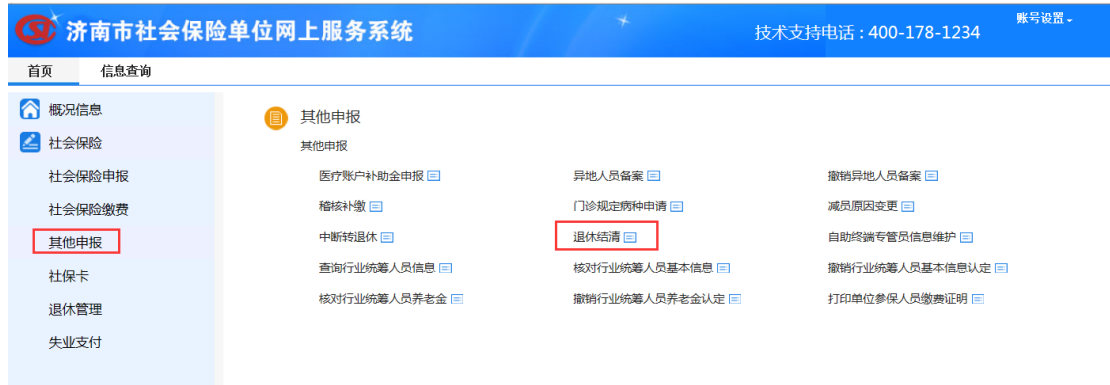 济南市社会保险单位网上服务系统
技术支持电话：400-178-1234
账号设置
首页 信息查询
概况信息
社会保险
社会保险申报
社会保险缴费
其他申报
社保卡
退休管理
失业支付
其他申报
其他申报
医疗账户补助金申报 异地人员备案 撤销异地人员备案
稽核补缴 门诊规定病种申请 减员原因变更
中断转退休 退休结清 自助终端专管员信息维护
查询行业统筹人员信息 核对行业统筹人员基本信息 撤销行业统筹人员基本信息认定
核对行业统筹人员养老金 撤销行业统筹人员养老金认定 打印单位参保人员缴费证明